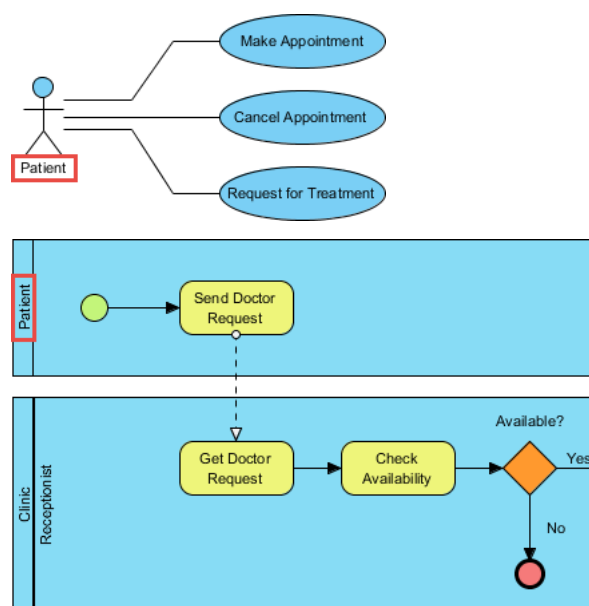 Make Appointment
Cancel Appointment
Patient
Request for Treatment
Patient
Send Doctor
Request
Clinic
Receptionist
Get Doctor
Request
Check
Availability
Available?
Yes
No